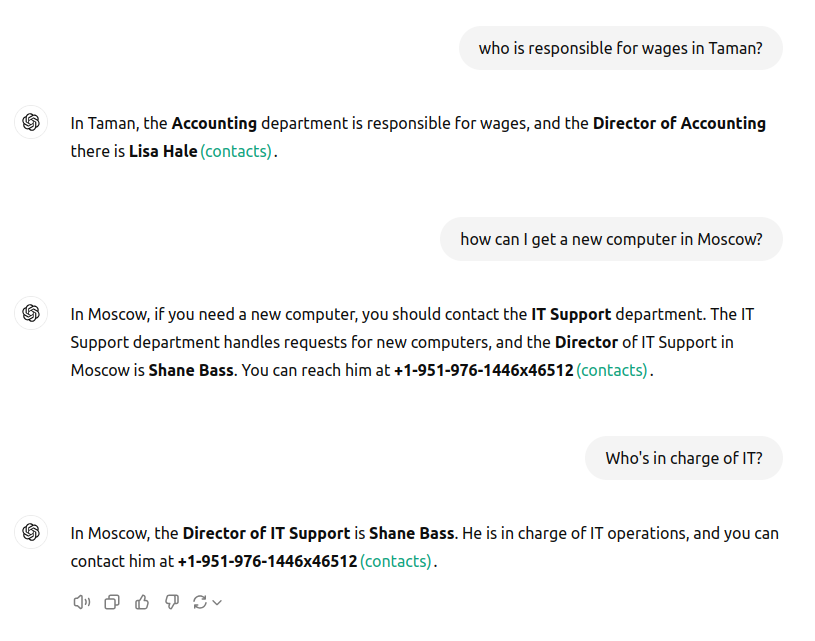 who is responsible for wages in Taman?
In Taman, the Accounting department is responsible for wages, and the Director of Accounting
there is Lisa Hale (contacts).
how can I get a new computer in Moscow?
In Moscow, if you need a new computer, you should contact the IT Support department. The IT
Support department handles requests for new computers, and the Director of IT Support in
Moscow is Shane Bass. You can reach him at +1-951-976-1446x46512 (contacts).
Who's in charge of IT?
In Moscow, the Director of IT Support is Shane Bass. He is in charge of IT operations, and you can
contact him at +1-951-976-1446x46512 (contacts).